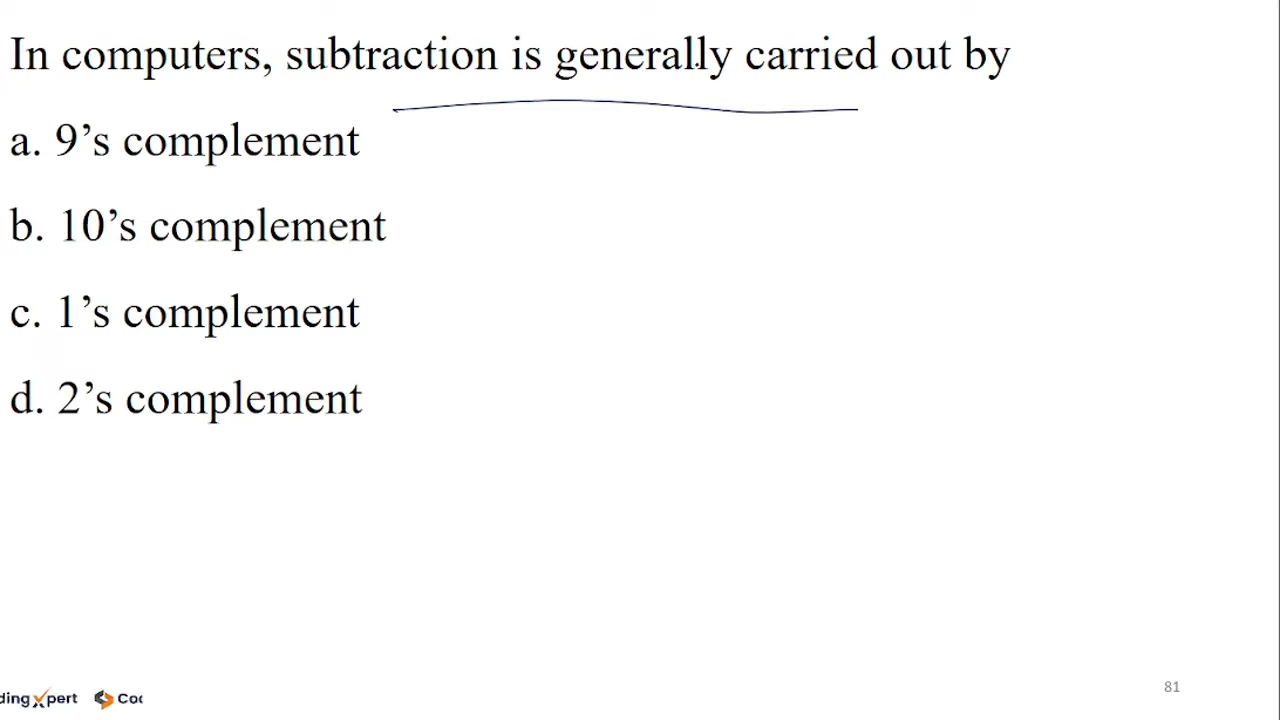 In computers, subtraction is generally carried out by
a. 9’s complement
b. 10’s complement
c. 1’s complement
d. 2’s complement
81